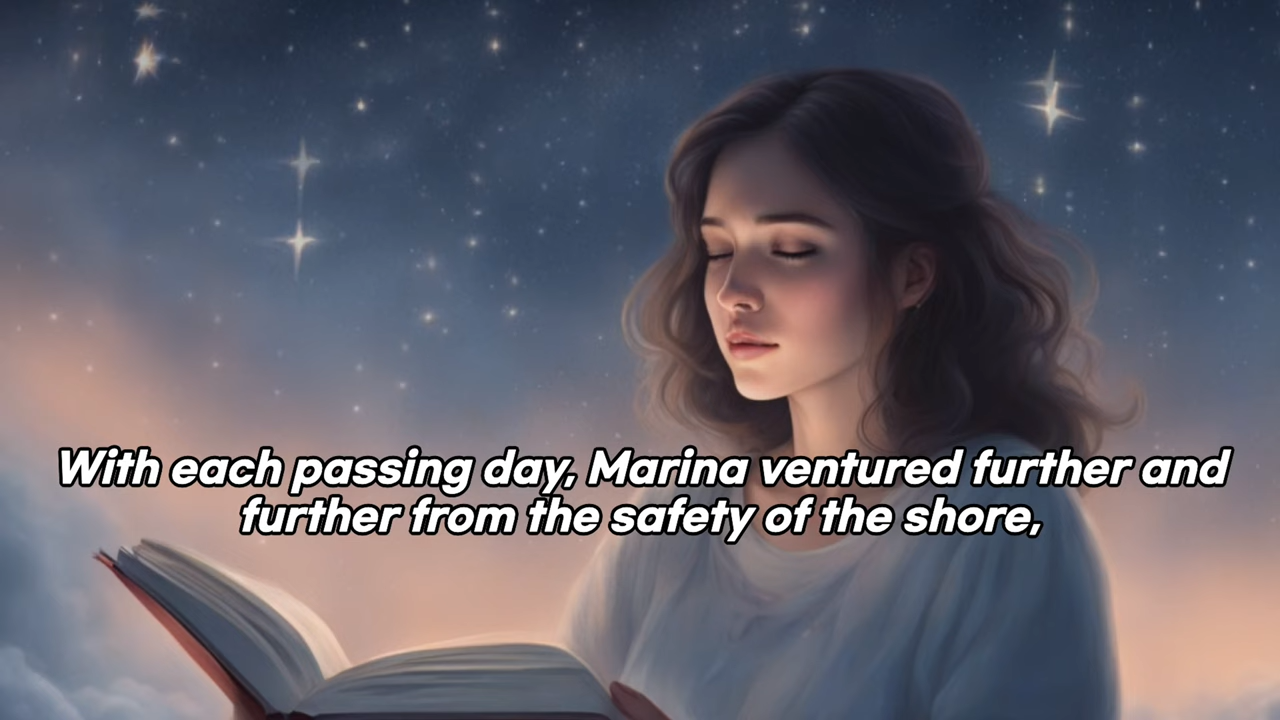 With each passing day, Marina ventured further and
further from the safety of the shore,